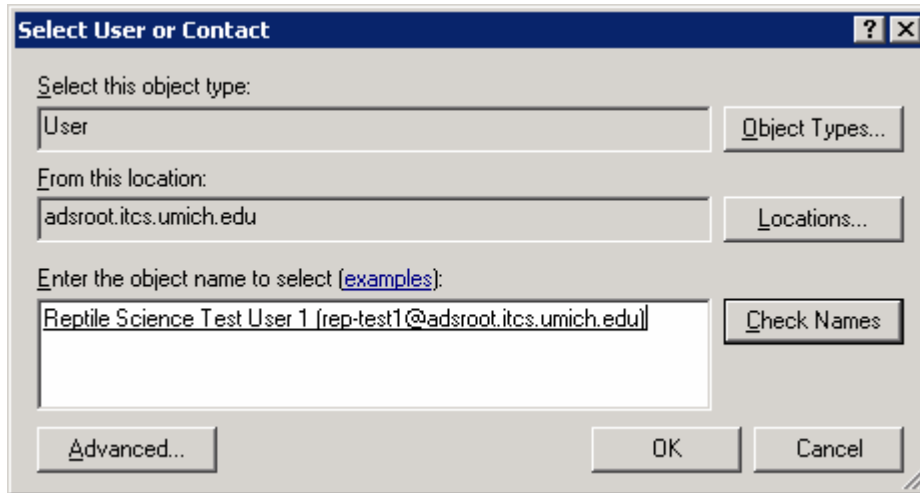 Select User or Contact
Select this object type:
User
Object Types...
From this location:
adsroot.itcs.umich.edu
Locations...
Enter the object name to select (examples):
Reptile Science Test User 1 (rep-test1@adsroot.itcs.umich.edu)
Check Names
Advanced...
OK
Cancel